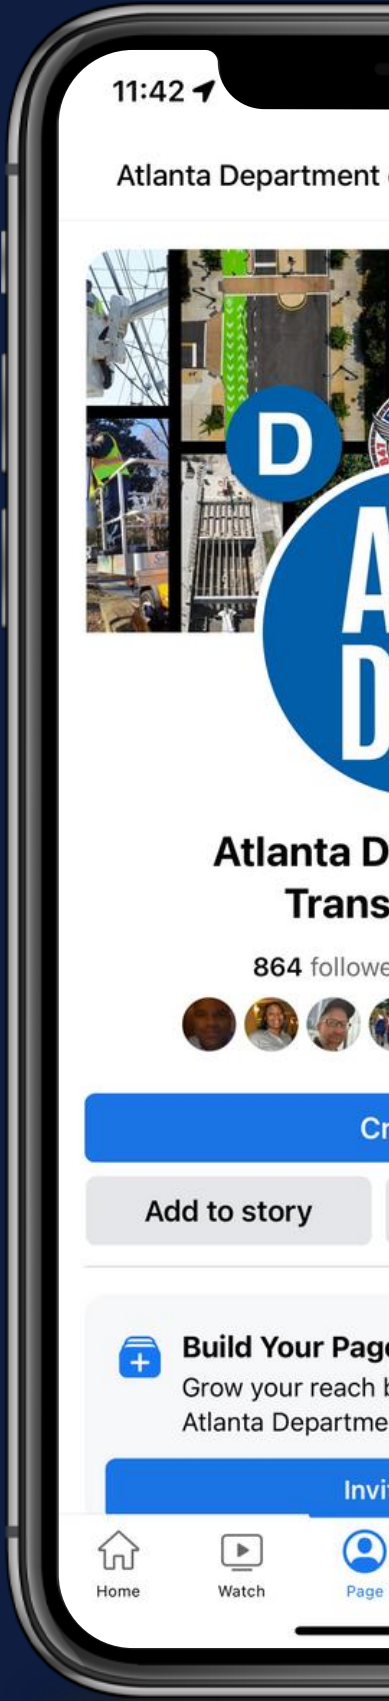 11:42
Atlanta Department
D
A
D
Atlanta D
Trans
864 followe
Cr
Add to story
Build Your Page
Grow your reach b
Atlanta Departme
Invi
Home Watch Page